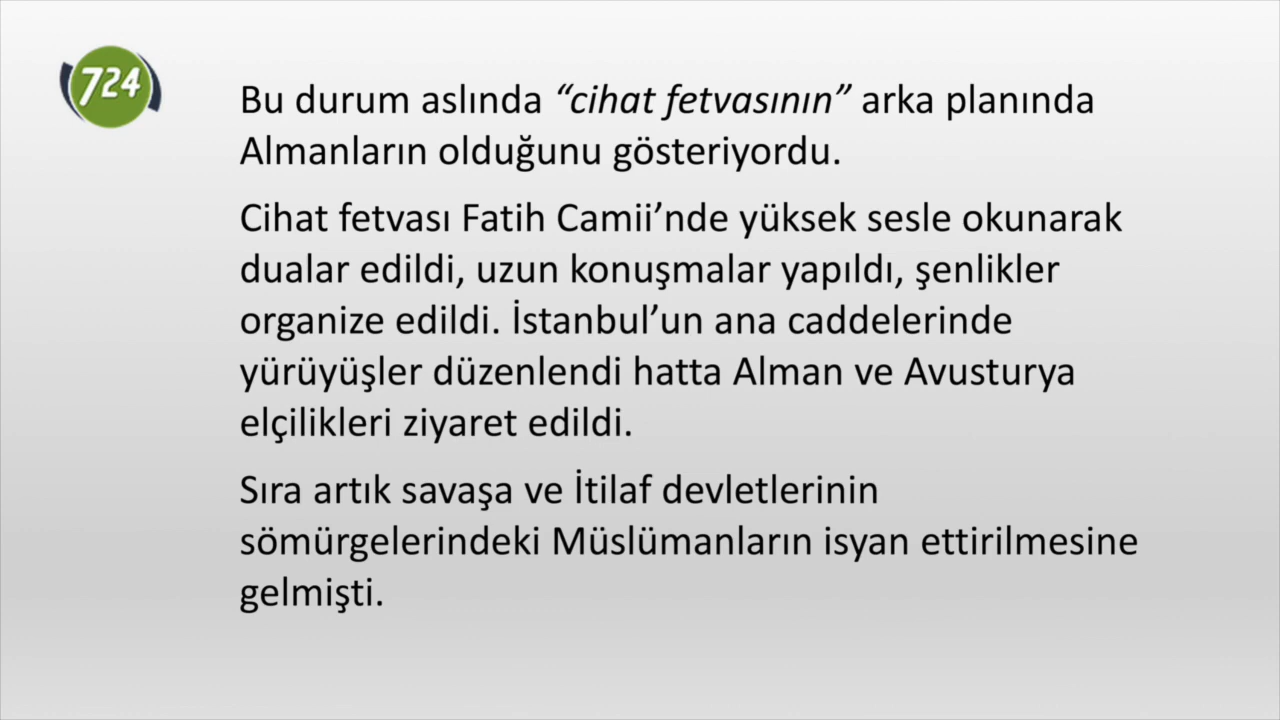 724
Bu durum aslında “cihat fetvasının” arka planında
Almanların olduğunu gösteriyordu.
Cihat fetvası Fatih Camii’nde yüksek sesle okunarak
dualar edildi, uzun konuşmalar yapıldı, şenlikler
organize edildi. İstanbul’un ana caddelerinde
yürüyüşler düzenlendi hatta Alman ve Avusturya
elçilikleri ziyaret edildi.
Sıra artık savaşa ve İtilaf devletlerinin
sömürgelerindeki Müslümanların isyan ettirilmesine
gelmişti.